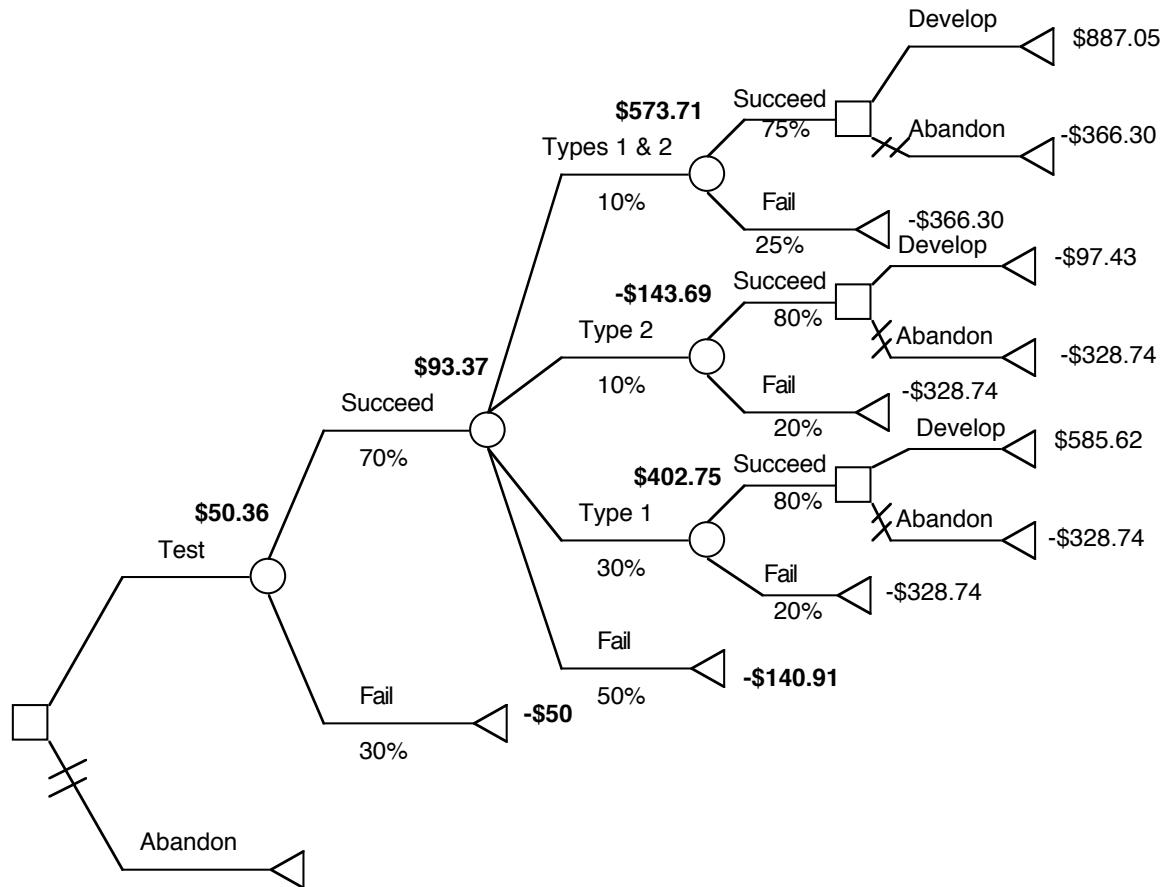 Develop
$887.05
Succeed
$573.71
75%
Abandon
-$366.30
Types 1 & 2
10%
Fail
-$366.30
25%
Develop
-$97.43
Succeed
-$143.69
80%
Type 2
Abandon
-$328.74
$93.37
10%
Fail
-$328.74
Succeed
20%
Develop
$585.62
70%
Succeed
$402.75
80%
Type 1
$50.36
Abandon
-$328.74
Test
30%
Fail
-$328.74
20%
Fail
-$140.91
50%
Fail
-$50
30%
Abandon